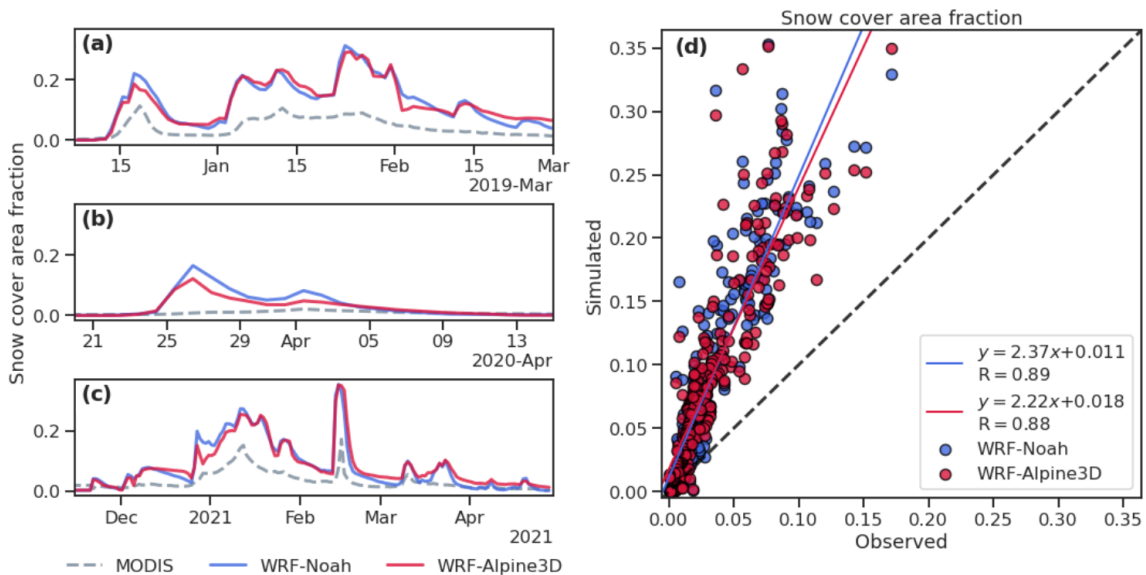 Snow cover area fraction
(a)
0.2
0.0
15 Jan 15 Feb 15 Mar
2019-Mar
(b)
0.2
0.0
21 25 29 Apr 05 09 13
2020-Apr
(c)
0.2
0.0
Dec 2021 Feb Mar Apr
2021
MODIS WRF-Noah WRF-Alpine3D
Snow cover area fraction
(d)
Simulated
0.35
0.30
0.25
0.20
0.15
0.10
0.05
0.00
y = 2.37x+0.011
R = 0.89
y = 2.22x+0.018
R = 0.88
WRF-Noah
WRF-Alpine3D
0.00 0.05 0.10 0.15 0.20 0.25 0.30 0.35
Observed